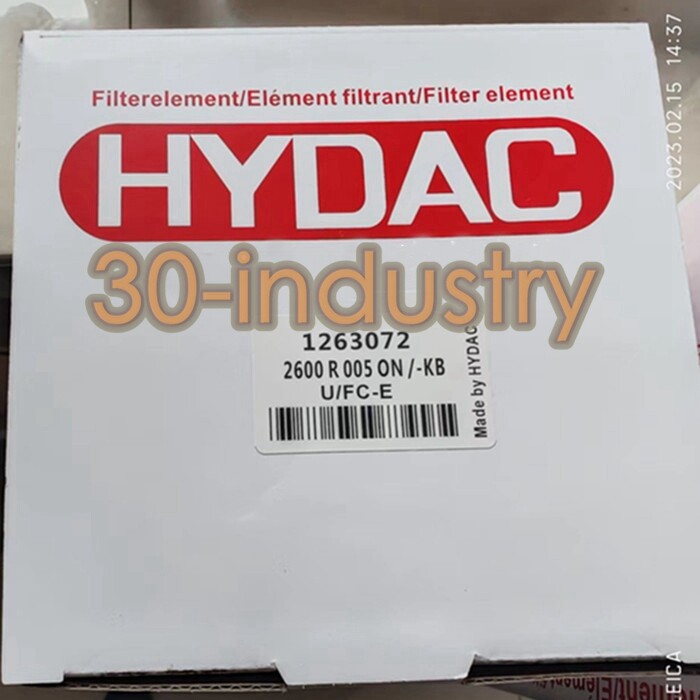 Filterelement/Elément filtrant/Filter element
HYDAC
30-industry
1263072
2600 R 005 ON /-KB
U/FC-E
Made by HYDAC
2023.02.15 14:37
EICA